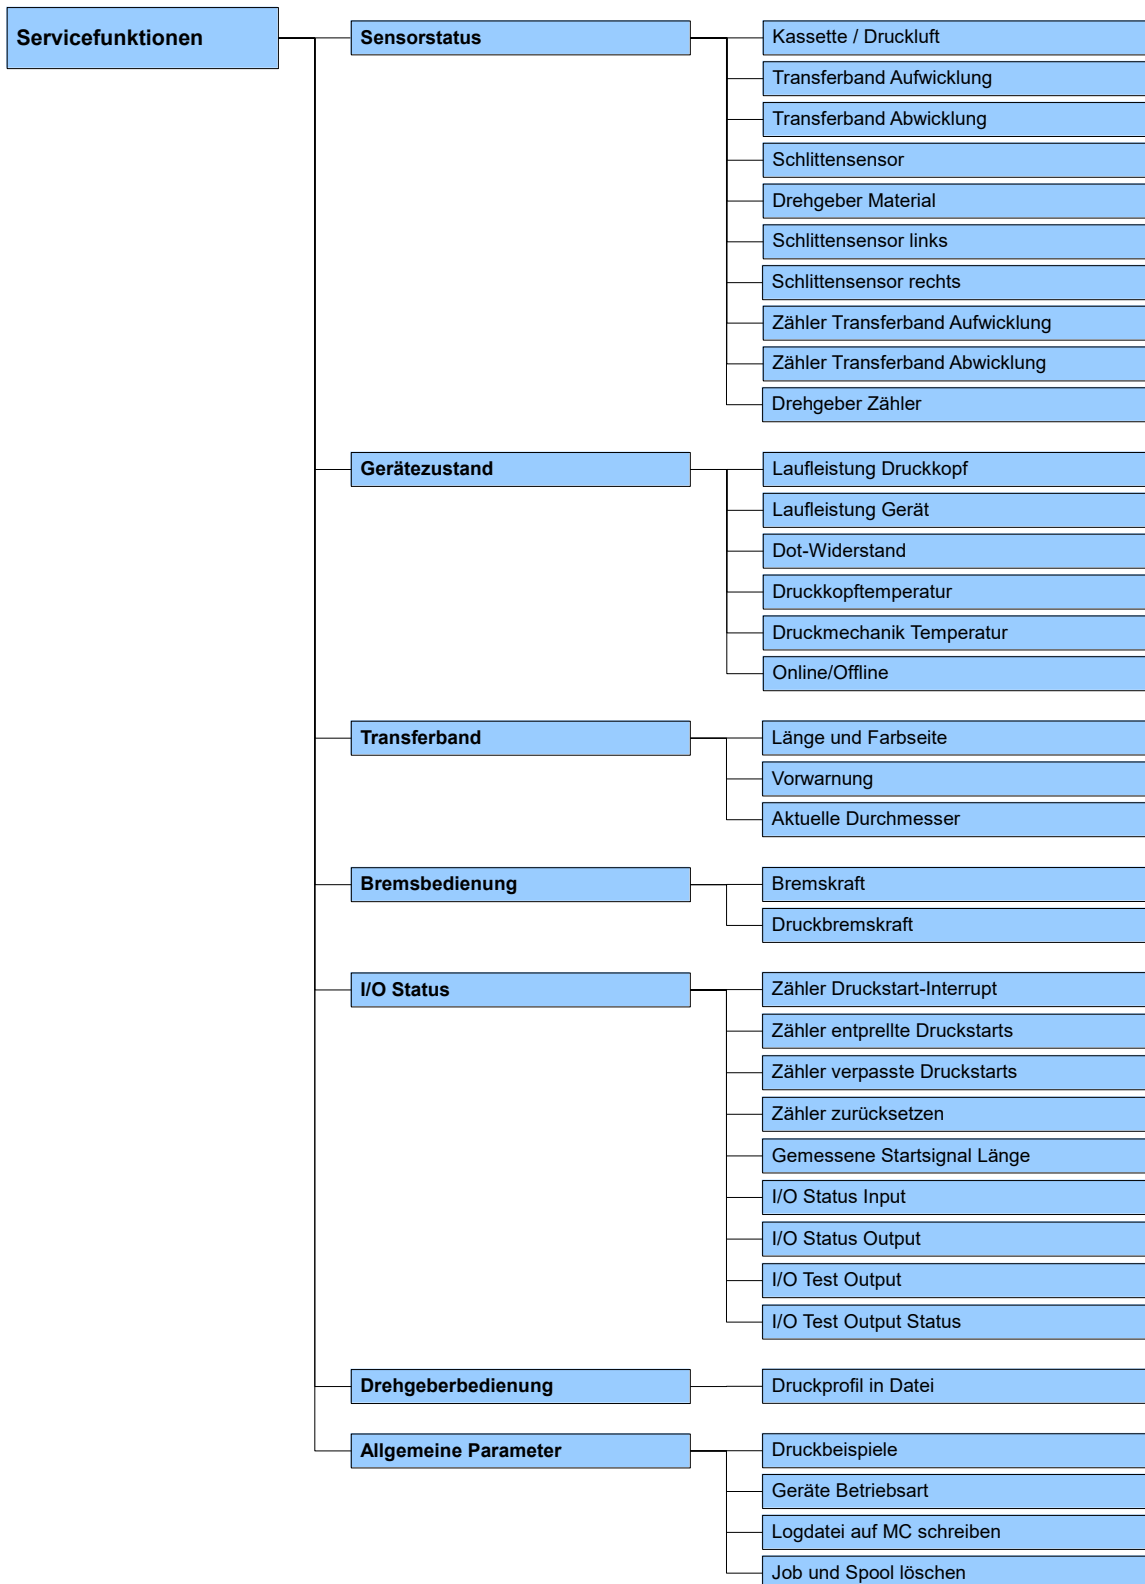 Servicefunktionen
Sensorstatus
Kassette / Druckluft
Transferband Aufwicklung
Transferband Abwicklung
Schlittensensor
Drehgeber Material
Schlittensensor links
Schlittensensor rechts
Zähler Transferband Aufwicklung
Zähler Transferband Abwicklung
Drehgeber Zähler
Gerätezustand
Laufleistung Druckkopf
Laufleistung Gerät
Dot-Widerstand
Druckkopftemperatur
Druckmechanik Temperatur
Online/Offline
Transferband
Länge und Farbseite
Vorwarnung
Aktuelle Durchmesser
Bremsbedienung
Bremskraft
Druckbremskraft
I/O Status
Zähler Druckstart-Interrupt
Zähler entprellte Druckstarts
Zähler verpasste Druckstarts
Zähler zurücksetzen
Gemessene Startsignal Länge
I/O Status Input
I/O Status Output
I/O Test Output
I/O Test Output Status
Drehgeberbedienung
Druckprofil in Datei
Allgemeine Parameter
Druckbeispiele
Geräte Betriebsart
Logdatei auf MC schreiben
Job und Spool löschen